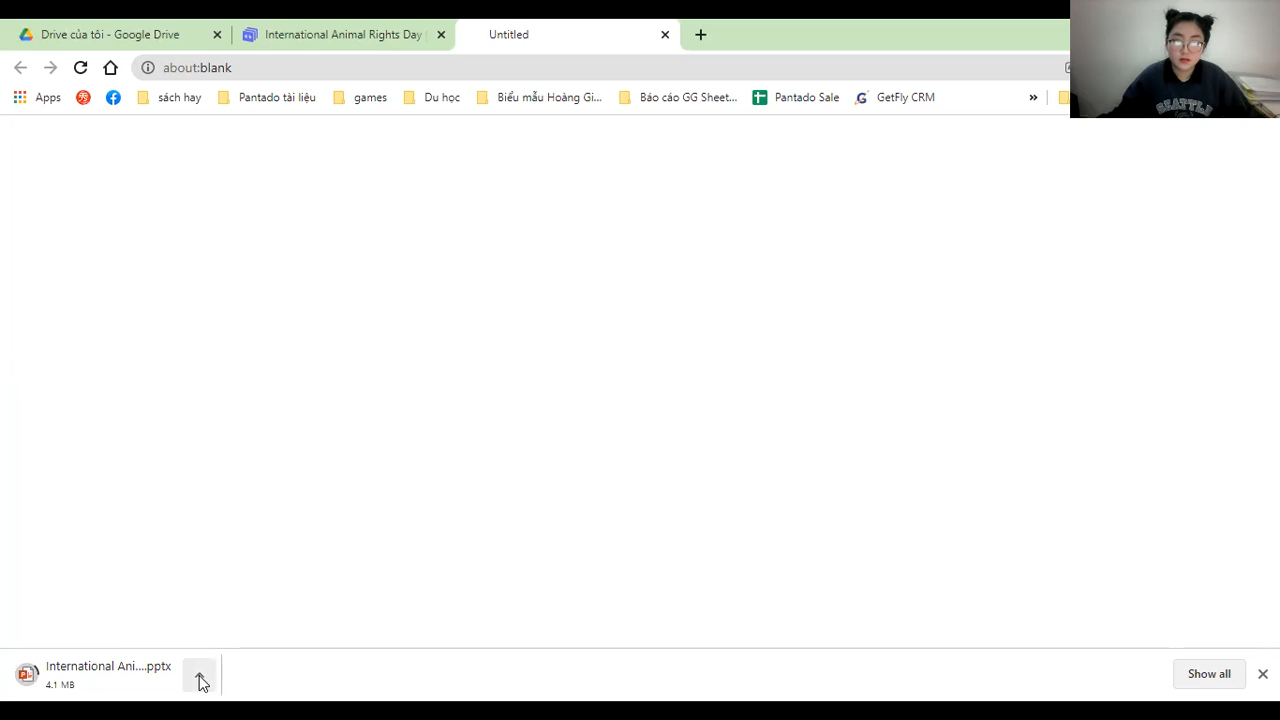 Drive của tôi - Google Drive
International Animal Rights Day
Untitled
about:blank
Apps
sách hay
Pantado tài liệu
games
Du học
Biểu mẫu Hoàng Gi...
Báo cáo GG Sheet...
Pantado Sale
GetFly CRM
SEATTLE
International Ani....pptx
4.1 MB
Show all